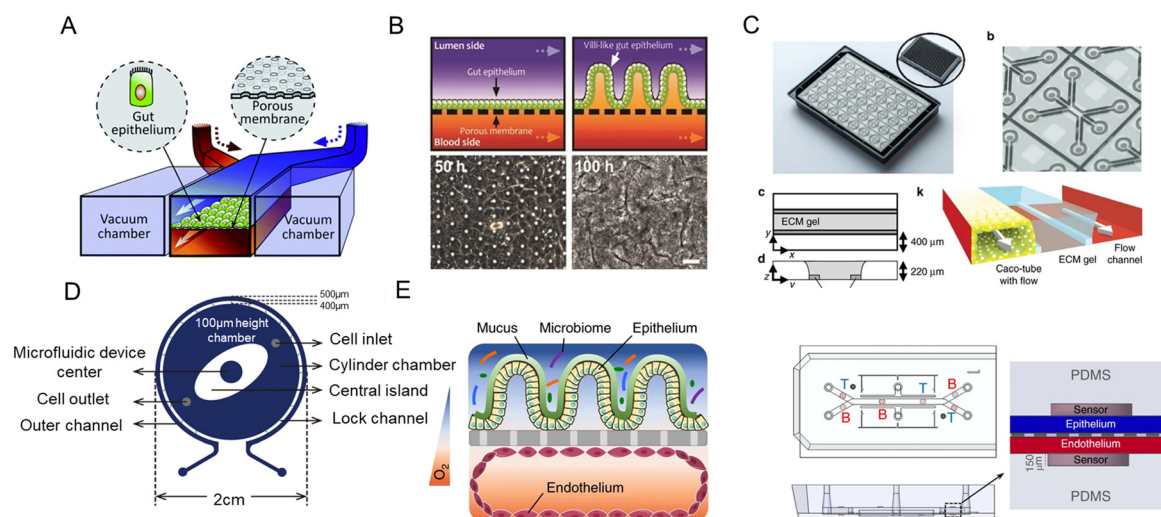 A
Gut
epithelium
Porous
membrane
Vacuum
chamber
Vacuum
chamber
B
Lumen side
Villi-like gut epithelium
Gut epithelium
Porous membrane
Blood side
50 h
100 h
C
b
c
ECM gel
y
x
400 μm
d
z
y
220 μm
k
Caco-tube
with flow
ECM gel
Flow
channel
D
500μm
400μm
100μm height
chamber
Microfluidic device
center
Cell outlet
Outer channel
Cell inlet
Cylinder chamber
Central island
Lock channel
2cm
E
Mucus
Microbiome
Epithelium
O2
Endothelium
T
B
B
B
T
T
B
PDMS
Sensor
Epithelium
Endothelium
Sensor
150
μm
PDMS